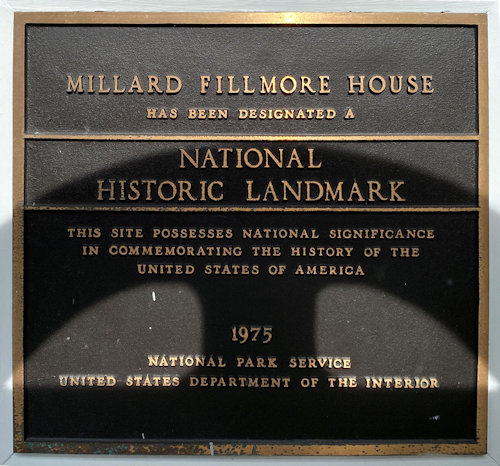 MILLARD FILLMORE HOUSE
HAS BEEN DESIGNATED A
NATIONAL
HISTORIC LANDMARK
THIS SITE POSSESSES NATIONAL SIGNIFICANCE
IN COMMEMORATING THE HISTORY OF THE
UNITED STATES OF AMERICA
1975
NATIONAL PARK SERVICE
UNITED STATES DEPARTMENT OF THE INTERIOR